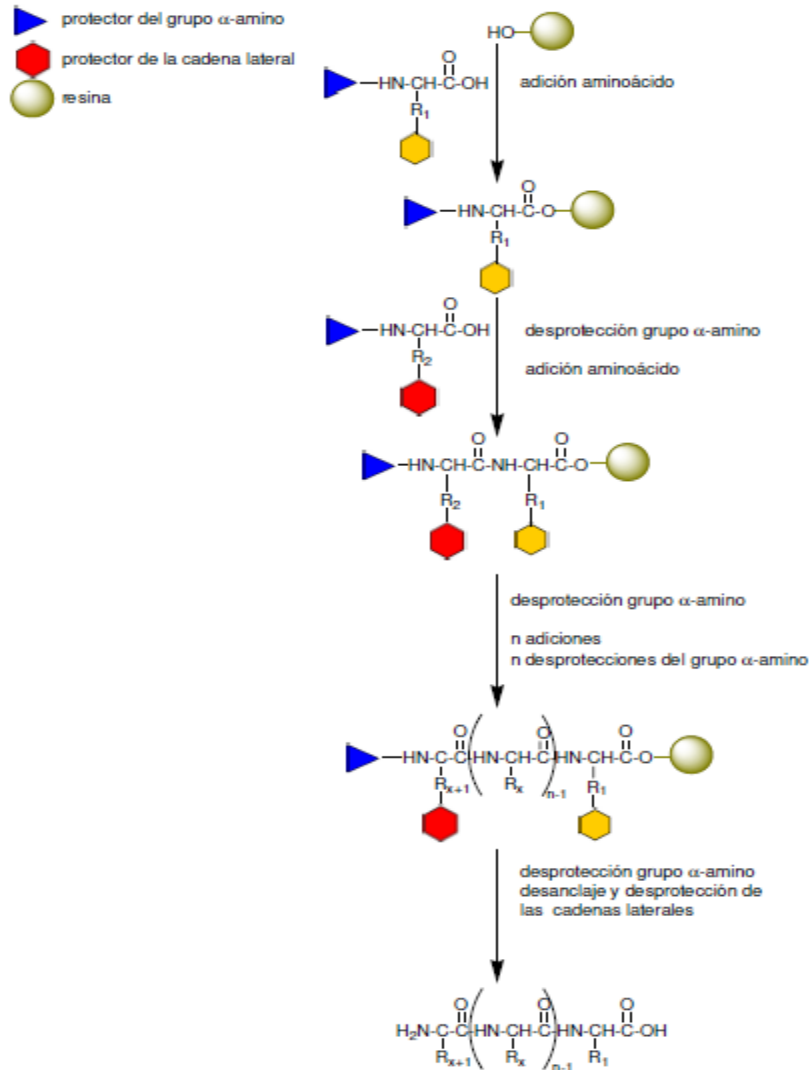 protector del grupo α-amino
protector de la cadena lateral
resina
HO
O
-HN-CH-C-OH
R1
adición aminoácido
O
-HN-CH-C-O
R1
O
-HN-CH-C-OH
R2
desprotección grupo α-amino
adición aminoácido
O O
-HN-CH-C-NH-CH-C-O
R2 R1
desprotección grupo α-amino
n adiciones
n desprotecciones del grupo α-amino
O O O
-HN-C-C(HN-CH-C)HN-CH-C-O
Rx+1 Rx n-1 R1
desprotección grupo α-amino
desanclaje y desprotección de
las cadenas laterales
O O O
H2N-C-C(HN-CH-C)HN-CH-C-OH
Rx+1 Rx n-1 R1